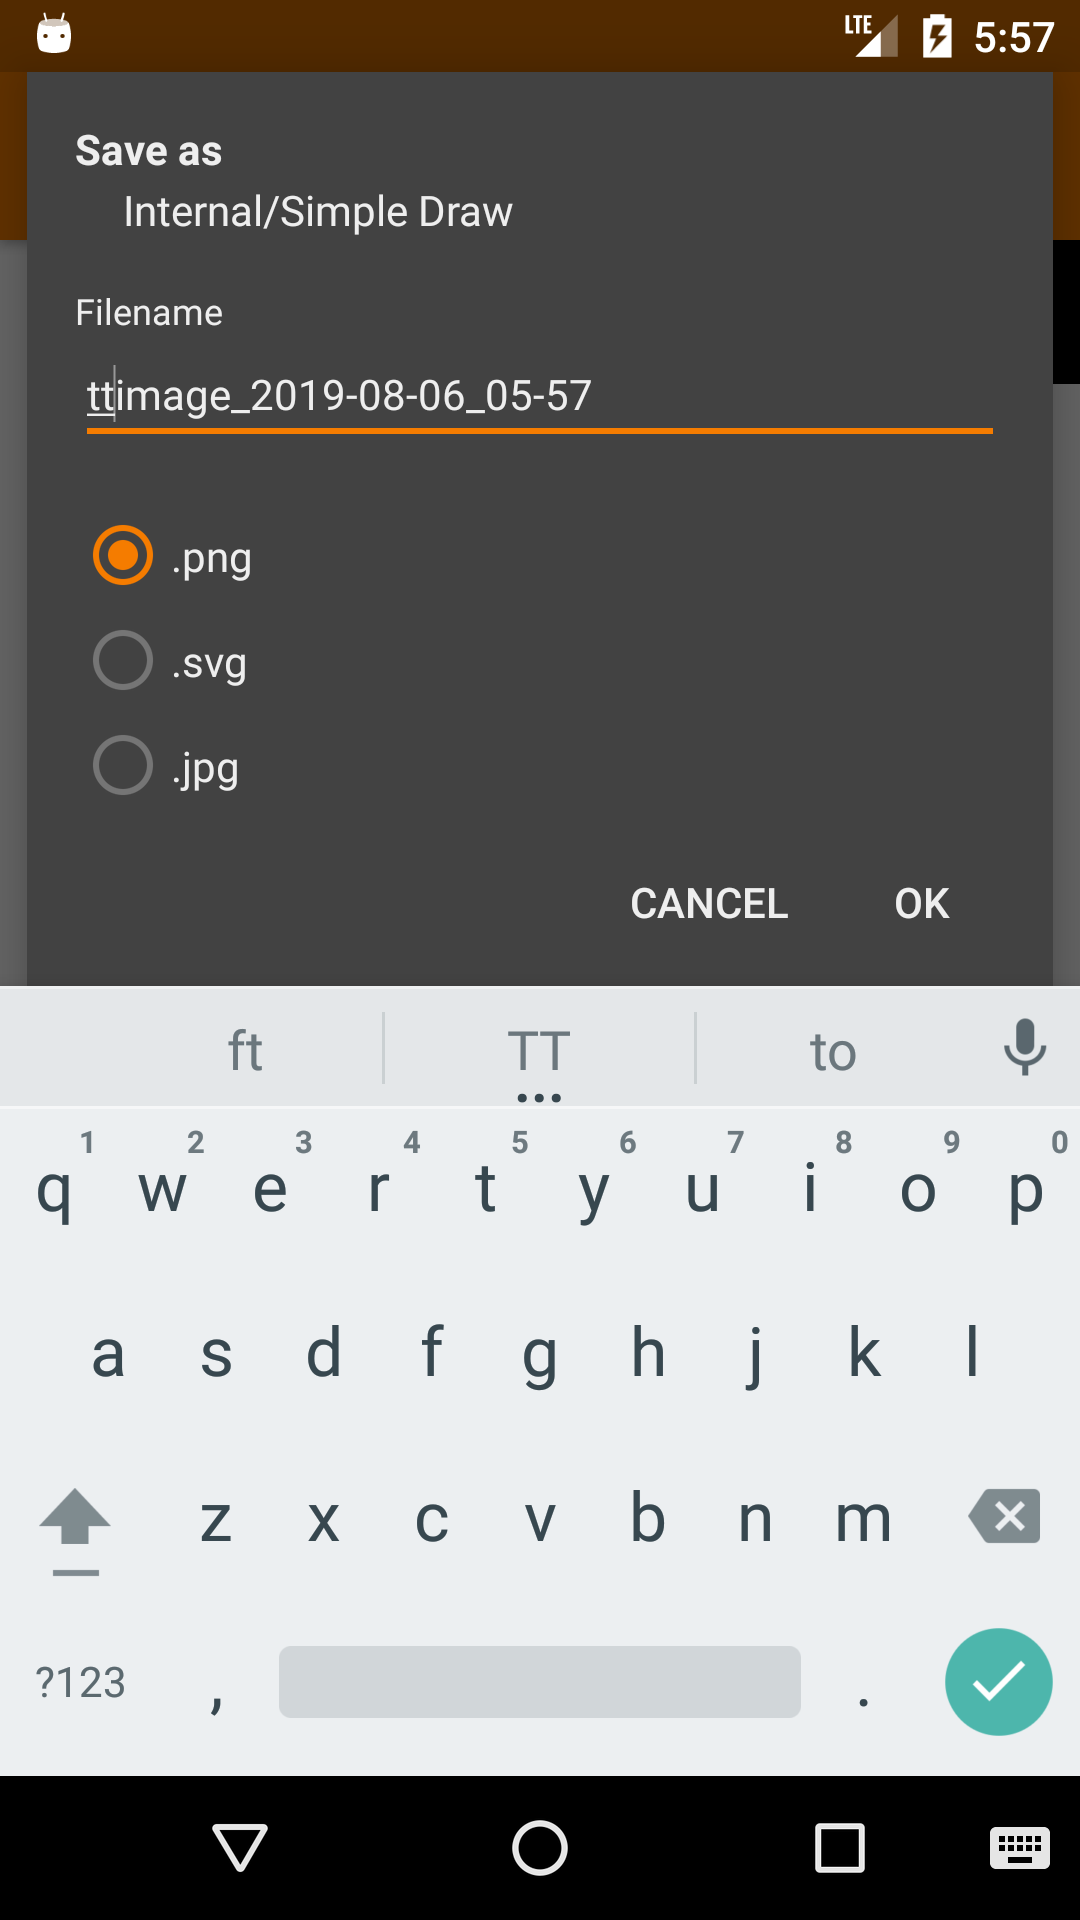 LTE 5:57
Save as
Internal/Simple Draw
Filename
ttimage_2019-08-06_05-57
.png
.svg
.jpg
CANCEL OK
ft TT to
1 2 3 4 5 6 7 8 9 0
q w e r t y u i o p
a s d f g h j k l
z x c v b n m
?123 , .